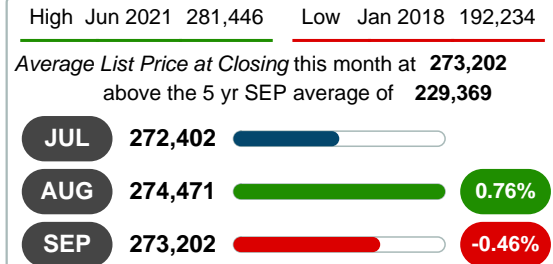 High Jun 2021 281,446 Low Jan 2018 192,234
Average List Price at Closing this month at 273,202
above the 5 yr SEP average of 229,369
JUL 272,402
AUG 274,471 0.76%
SEP 273,202 -0.46%